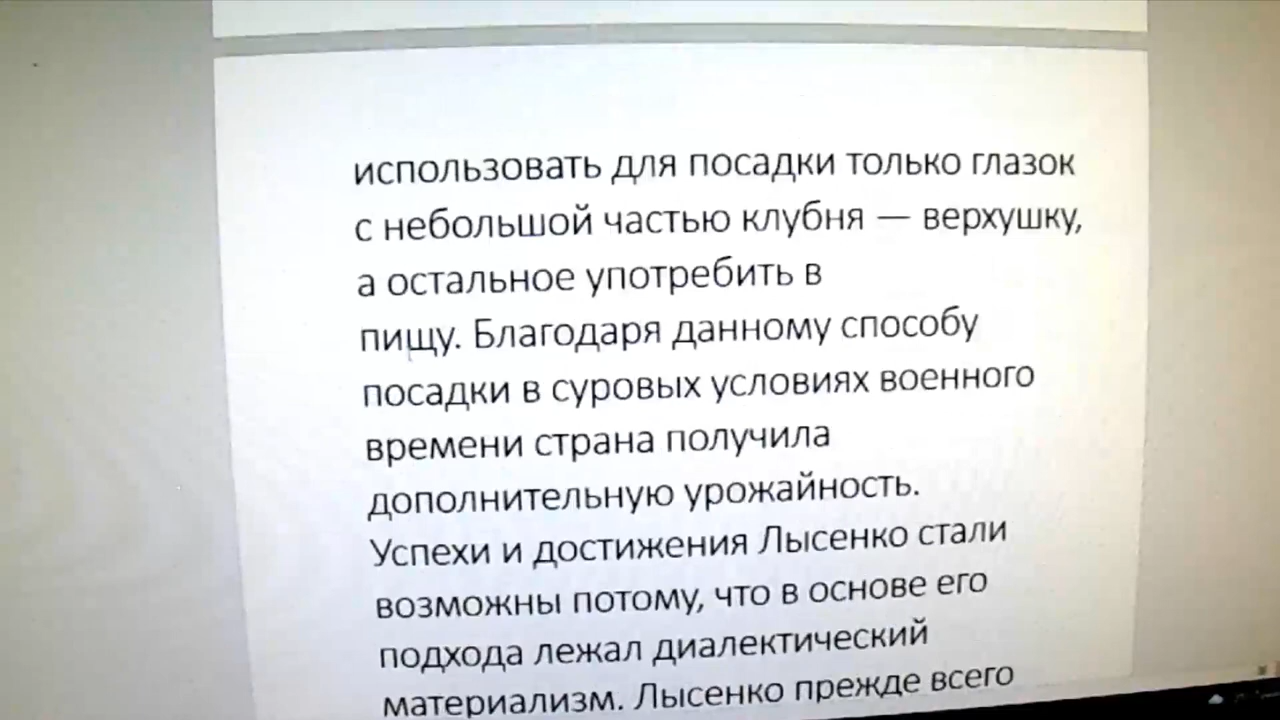 использовать для посадки только глазок
с небольшой частью клубня — верхушку,
а остальное употребить в
пищу. Благодаря данному способу
посадки в суровых условиях военного
времени страна получила
дополнительную урожайность.
Успехи и достижения Лысенко стали
возможны потому, что в основе его
подхода лежал диалектический
материализм. Лысенко прежде всего